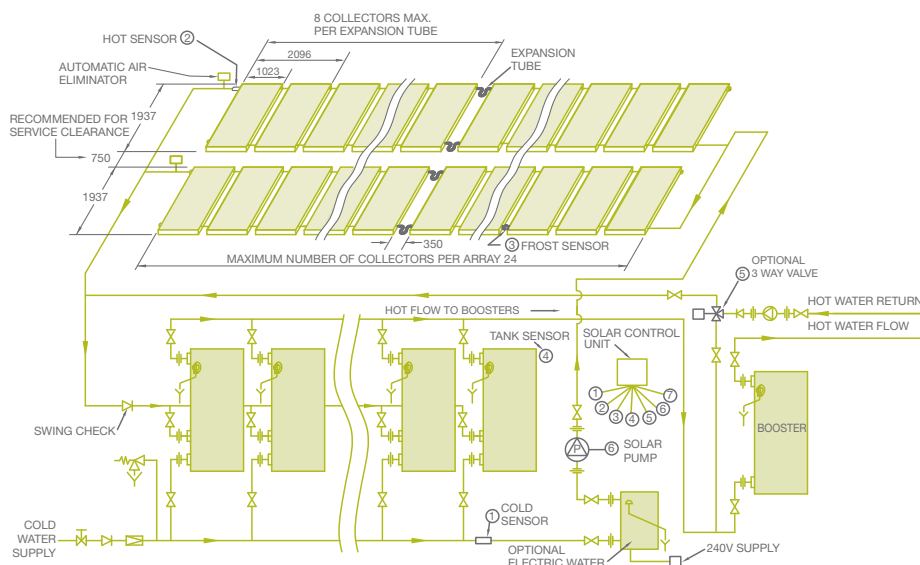 8 COLLECTORS MAX.
PER EXPANSION TUBE
HOT SENSOR 2
2096
EXPANSION
TUBE
AUTOMATIC AIR
ELIMINATOR
1023
1937
RECOMMENDED FOR
SERVICE CLEARANCE
750
1937
350
3 FROST SENSOR
MAXIMUM NUMBER OF COLLECTORS PER ARRAY 24
OPTIONAL
5 3 WAY VALVE
HOT WATER RETURN
HOT FLOW TO BOOSTERS
HOT WATER FLOW
TANK SENSOR
4
SOLAR CONTROL
UNIT
1
2
3
4
5
6
7
SWING CHECK
BOOSTER
P
6 SOLAR
PUMP
1 COLD
SENSOR
COLD
WATER
SUPPLY
OPTIONAL
ELECTRIC WATER
240V SUPPLY